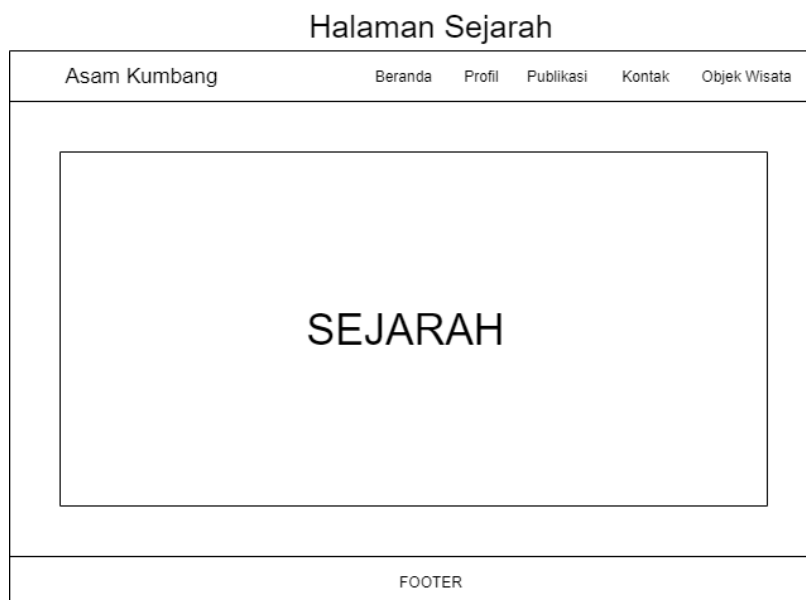 Halaman Sejarah
Asam Kumbang Beranda Profil Publikasi Kontak Objek Wisata
SEJARAH
FOOTER